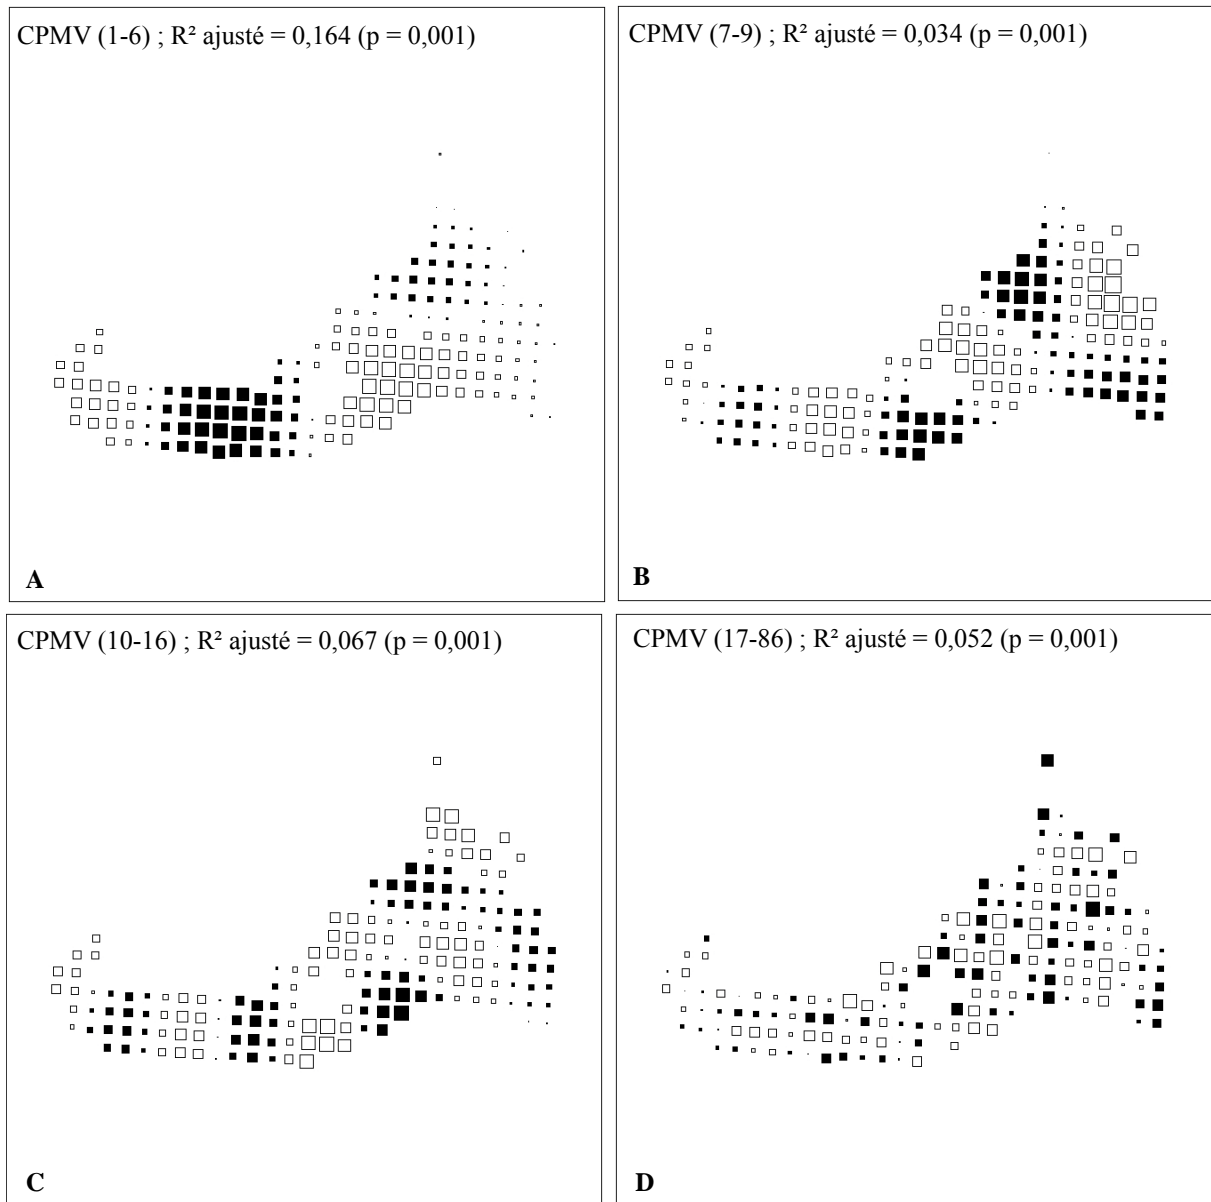 CPMV (1-6) ; R² ajusté = 0,164 (p = 0,001)
A
CPMV (7-9) ; R² ajusté = 0,034 (p = 0,001)
B
CPMV (10-16) ; R² ajusté = 0,067 (p = 0,001)
C
CPMV (17-86) ; R² ajusté = 0,052 (p = 0,001)
D